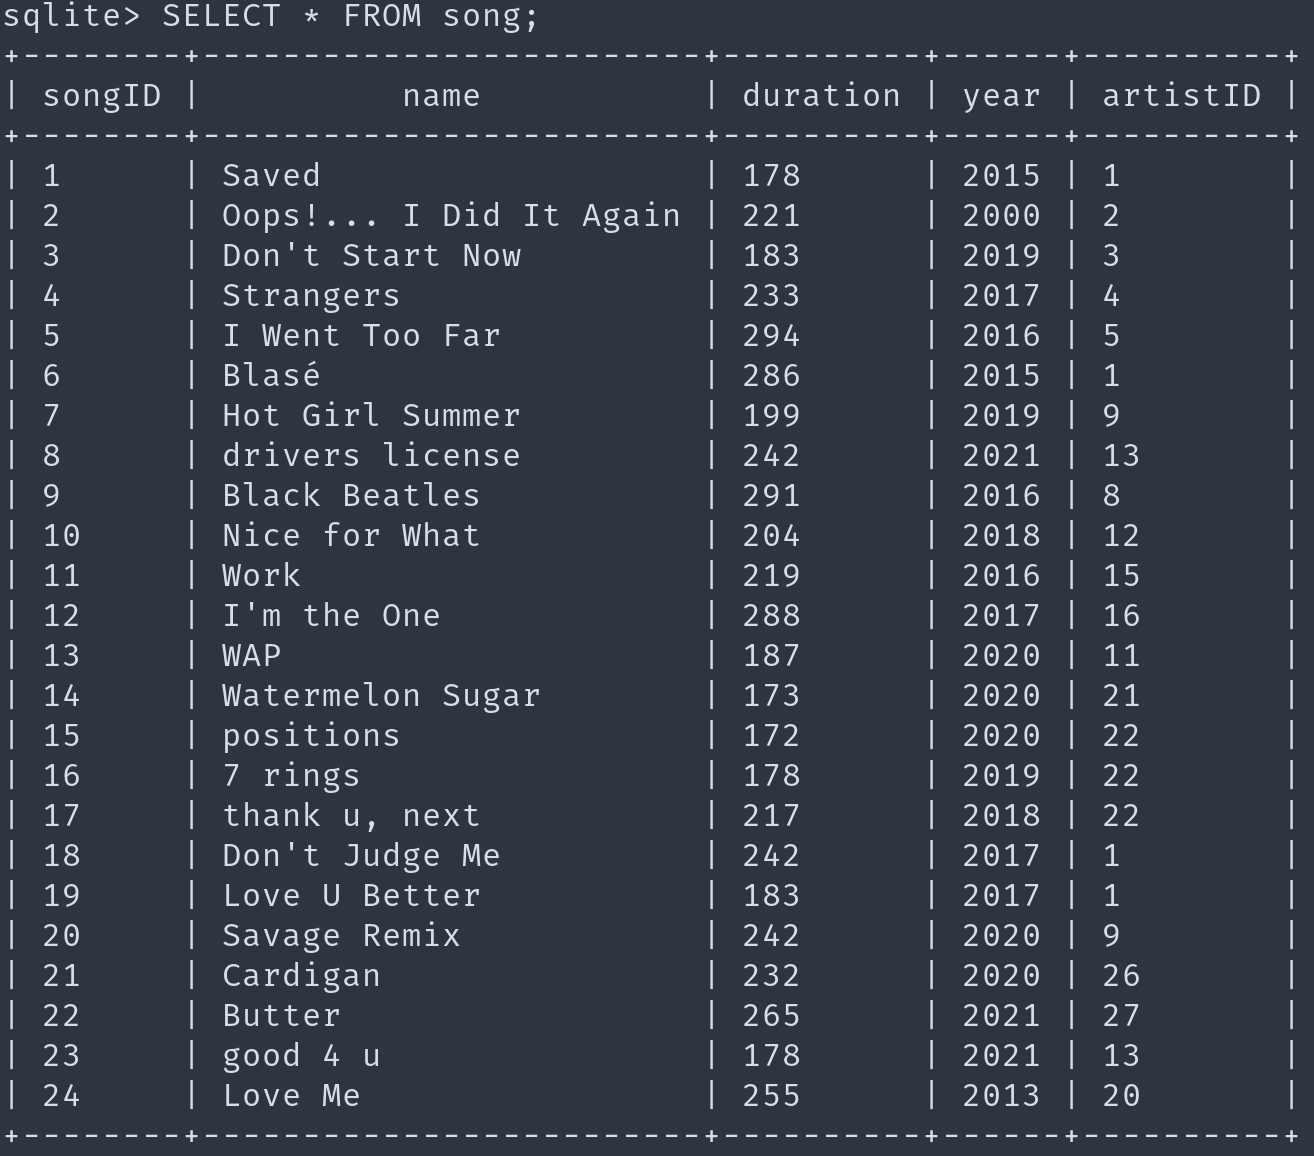 sqlite> SELECT * FROM song;
+--------+-------------------------+----------+------+----------+
| songID |          name           | duration | year | artistID |
+--------+-------------------------+----------+------+----------+
| 1      | Saved                   | 178      | 2015 | 1        |
| 2      | Oops!... I Did It Again | 221      | 2000 | 2        |
| 3      | Don't Start Now         | 183      | 2019 | 3        |
| 4      | Strangers               | 233      | 2017 | 4        |
| 5      | I Went Too Far          | 294      | 2016 | 5        |
| 6      | Blasé                   | 286      | 2015 | 1        |
| 7      | Hot Girl Summer         | 199      | 2019 | 9        |
| 8      | drivers license         | 242      | 2021 | 13       |
| 9      | Black Beatles           | 291      | 2016 | 8        |
| 10     | Nice for What           | 204      | 2018 | 12       |
| 11     | Work                    | 219      | 2016 | 15       |
| 12     | I'm the One             | 288      | 2017 | 16       |
| 13     | WAP                     | 187      | 2020 | 11       |
| 14     | Watermelon Sugar        | 173      | 2020 | 21       |
| 15     | positions               | 172      | 2020 | 22       |
| 16     | 7 rings                 | 178      | 2019 | 22       |
| 17     | thank u, next           | 217      | 2018 | 22       |
| 18     | Don't Judge Me          | 242      | 2017 | 1        |
| 19     | Love U Better           | 183      | 2017 | 1        |
| 20     | Savage Remix            | 242      | 2020 | 9        |
| 21     | Cardigan                | 232      | 2020 | 26       |
| 22     | Butter                  | 265      | 2021 | 27       |
| 23     | good 4 u                | 178      | 2021 | 13       |
| 24     | Love Me                 | 255      | 2013 | 20       |
+--------+-------------------------+----------+------+----------+